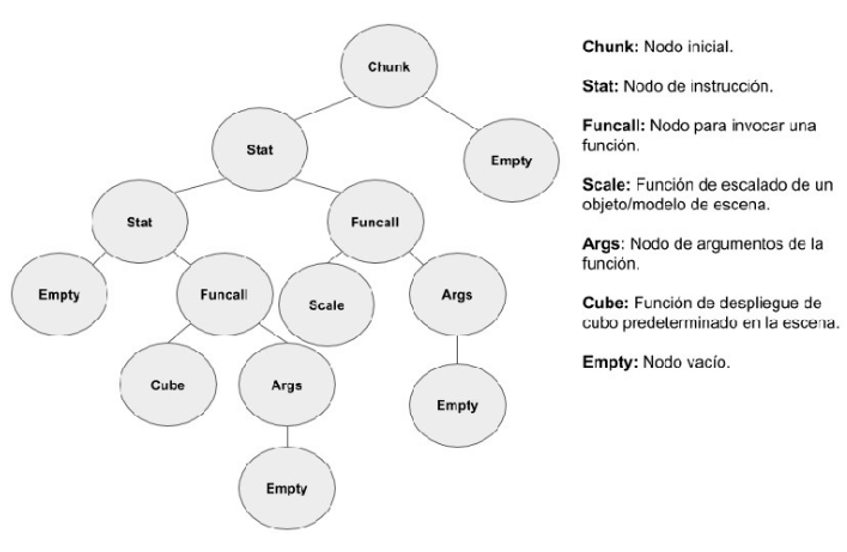 Chunk
Stat
Empty
Stat
Funcall
Empty
Funcall
Scale
Args
Cube
Args
Empty
Empty
Chunk: Nodo inicial.
Stat: Nodo de instrucción.
Funcall: Nodo para invocar una
función.
Scale: Función de escalado de un
objeto/modelo de escena.
Args: Nodo de argumentos de la
función.
Cube: Función de despliegue de
cubo predeterminado en la escena.
Empty: Nodo vacío.